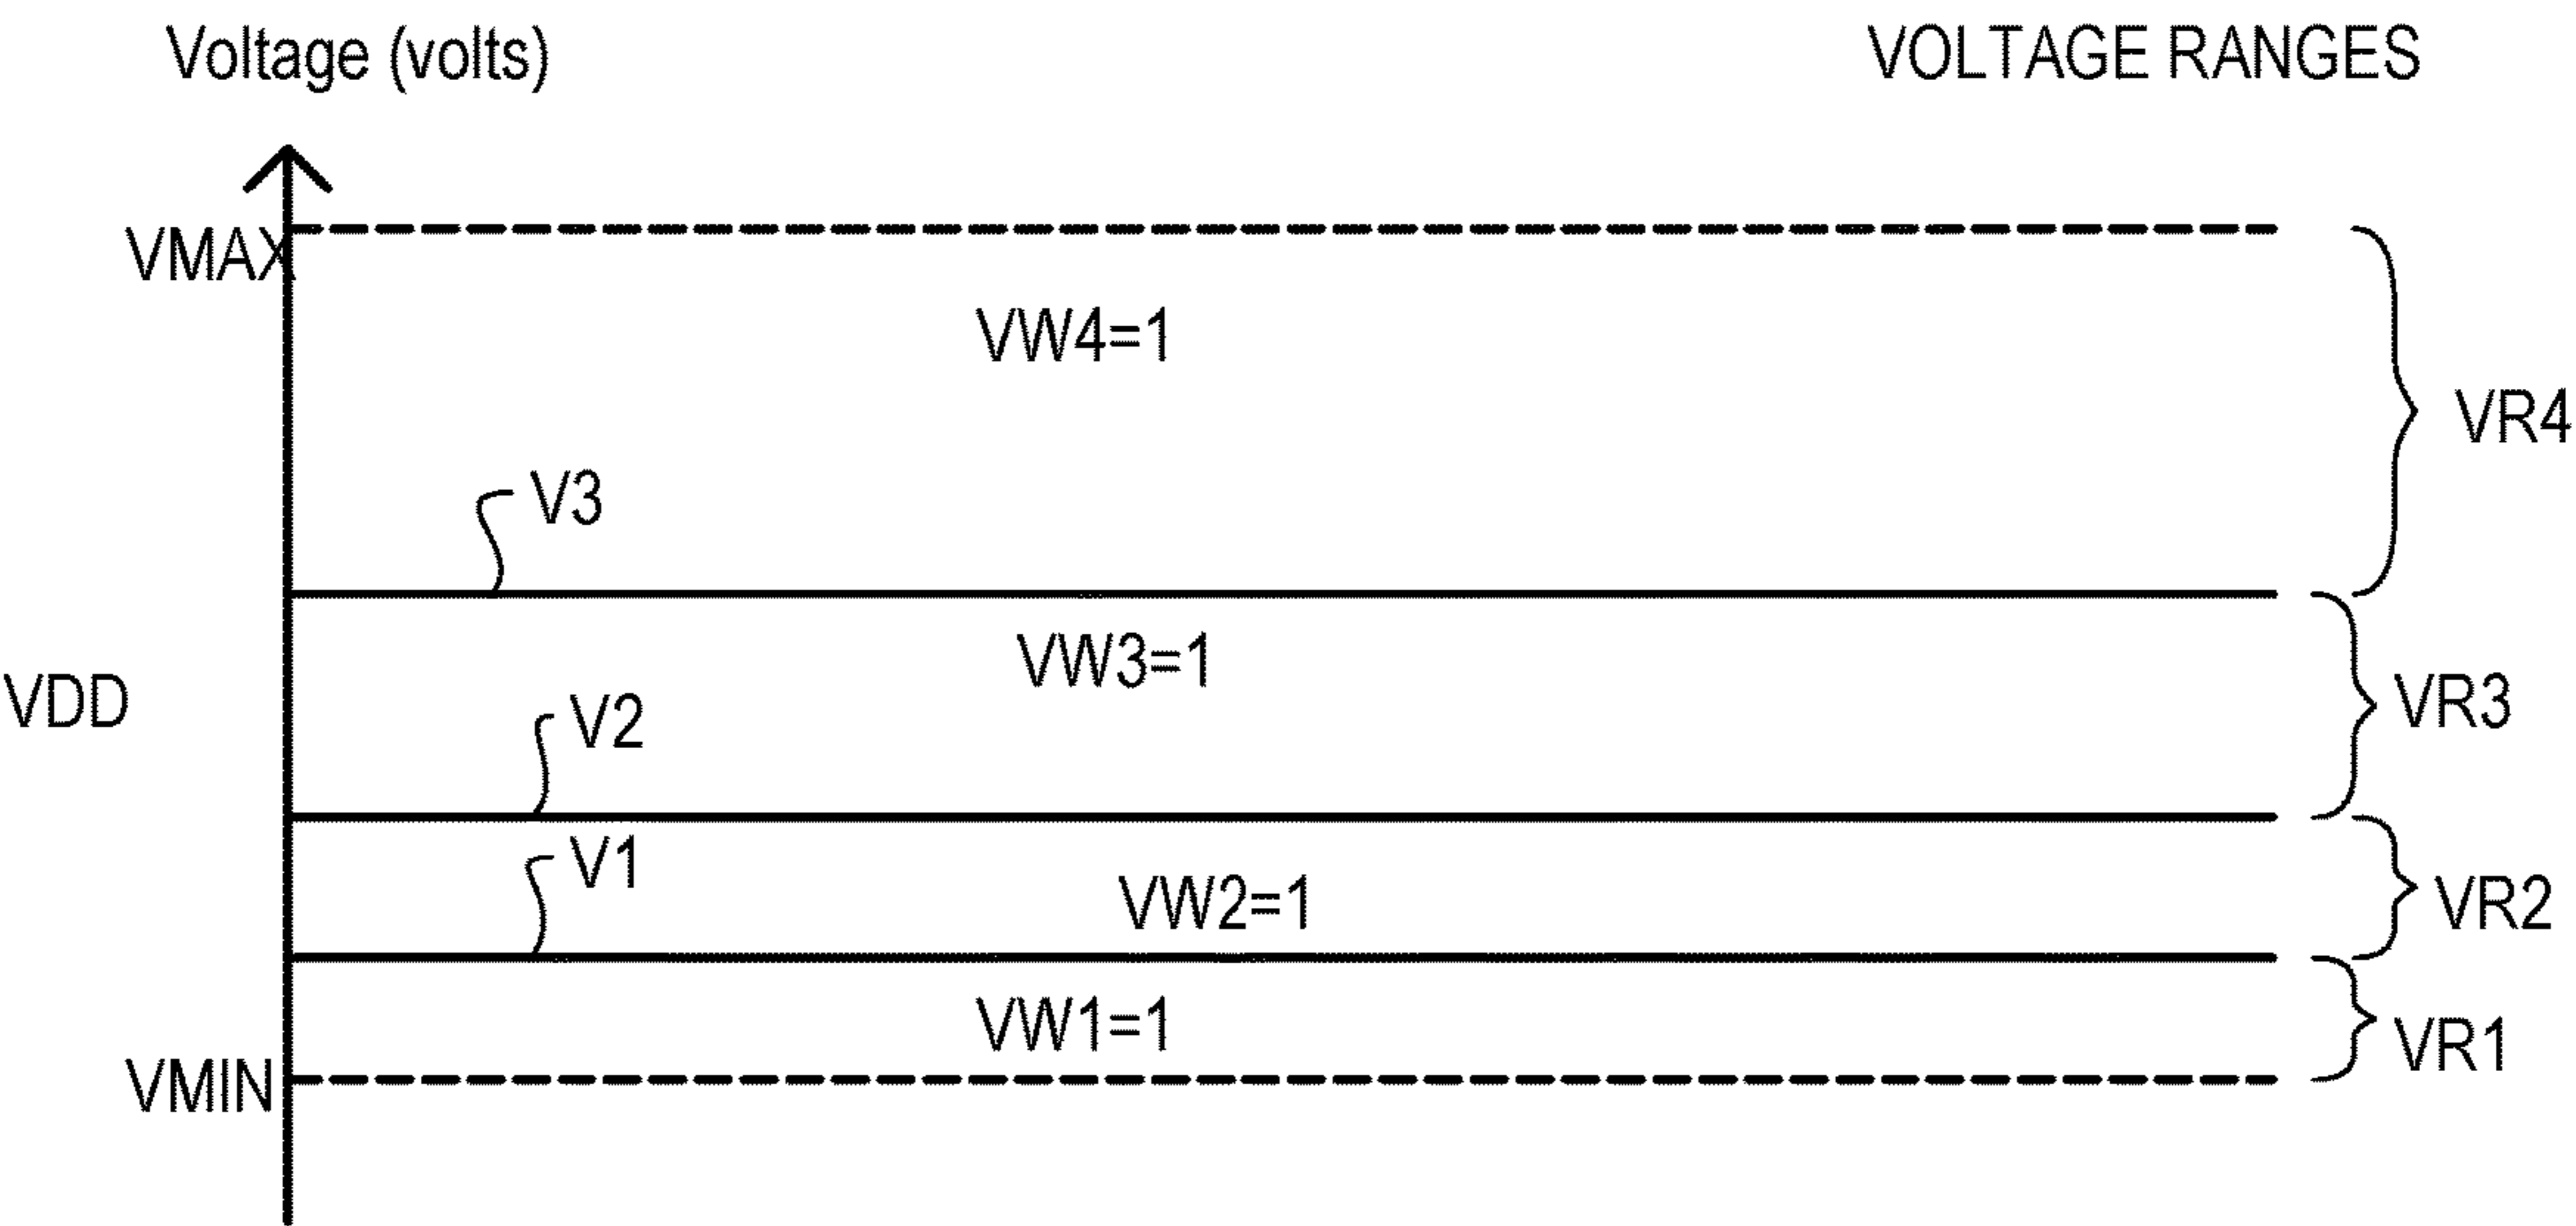 Voltage (volts)
VOLTAGE RANGES
VMAX
VW4=1
VR4
V3
VW3=1
VDD
V2
VR3
V1
VW2=1
VR2
VW1=1
VR1
VMIN